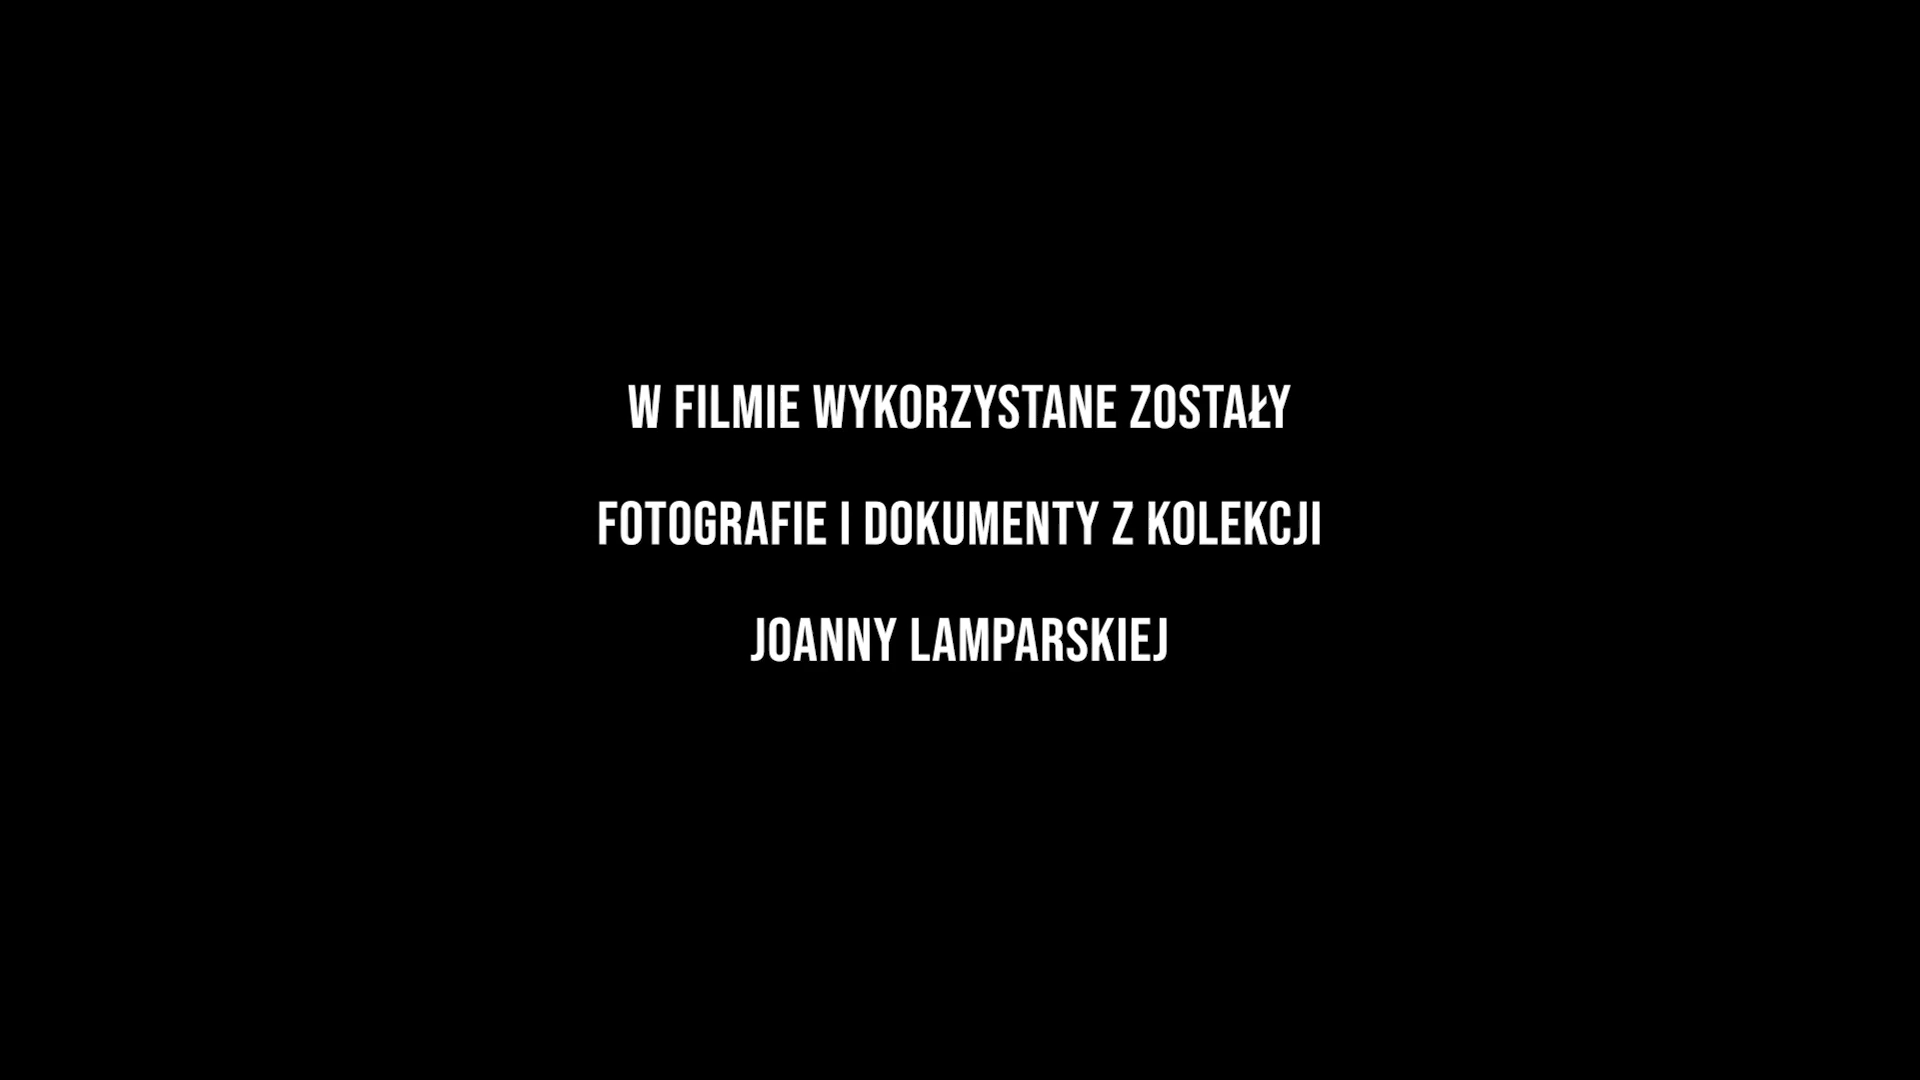 W FILMIE WYKORZYSTANE ZOSTAŁY
FOTOGRAFIE I DOKUMENTY Z KOLEKCJI
JOANNY LAMPARSKIEJ